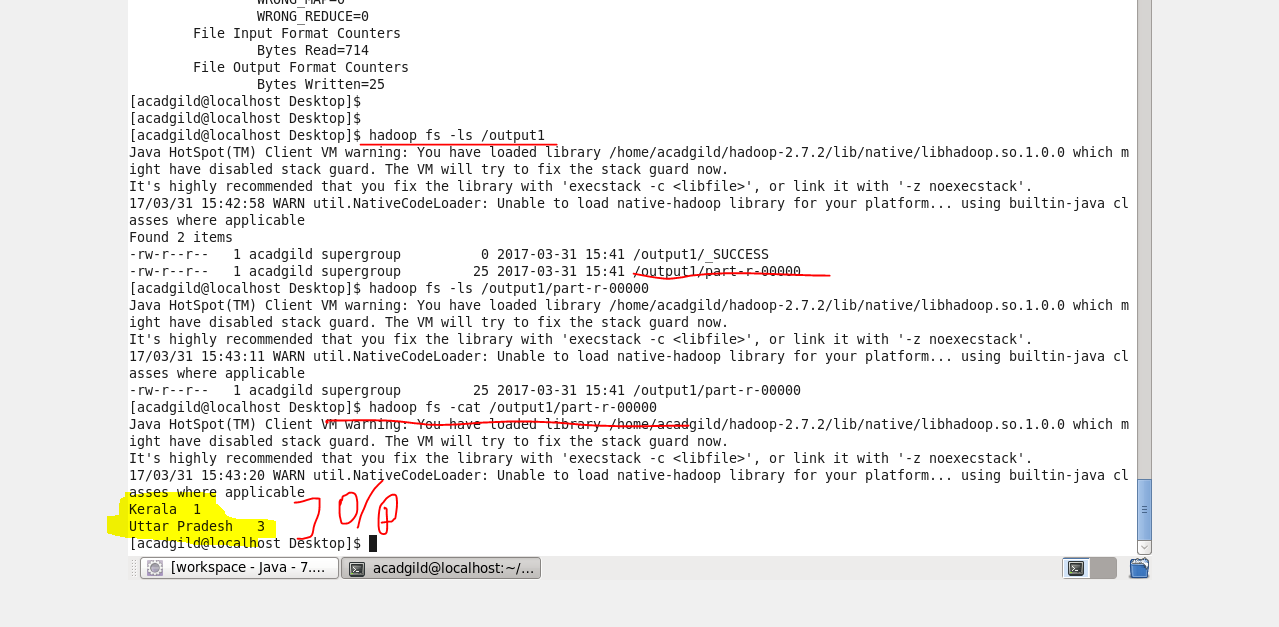 WRONG_MAP=0
WRONG_REDUCE=0
File Input Format Counters
Bytes Read=714
File Output Format Counters
Bytes Written=25
[acadgild@localhost Desktop]$
[acadgild@localhost Desktop]$
[acadgild@localhost Desktop]$ hadoop fs -ls /output1
Java HotSpot(TM) Client VM warning: You have loaded library /home/acadgild/hadoop-2.7.2/lib/native/libhadoop.so.1.0.0 which m
ight have disabled stack guard. The VM will try to fix the stack guard now.
It's highly recommended that you fix the library with 'execstack -c <libfile>', or link it with '-z noexecstack'.
17/03/31 15:42:58 WARN util.NativeCodeLoader: Unable to load native-hadoop library for your platform... using builtin-java cl
asses where applicable
Found 2 items
-rw-r--r--   1 acadgild supergroup          0 2017-03-31 15:41 /output1/_SUCCESS
-rw-r--r--   1 acadgild supergroup         25 2017-03-31 15:41 /output1/part-r-00000
[acadgild@localhost Desktop]$ hadoop fs -ls /output1/part-r-00000
Java HotSpot(TM) Client VM warning: You have loaded library /home/acadgild/hadoop-2.7.2/lib/native/libhadoop.so.1.0.0 which m
ight have disabled stack guard. The VM will try to fix the stack guard now.
It's highly recommended that you fix the library with 'execstack -c <libfile>', or link it with '-z noexecstack'.
17/03/31 15:43:11 WARN util.NativeCodeLoader: Unable to load native-hadoop library for your platform... using builtin-java cl
asses where applicable
-rw-r--r--   1 acadgild supergroup         25 2017-03-31 15:41 /output1/part-r-00000
[acadgild@localhost Desktop]$ hadoop fs -cat /output1/part-r-00000
Java HotSpot(TM) Client VM warning: You have loaded library /home/acadgild/hadoop-2.7.2/lib/native/libhadoop.so.1.0.0 which m
ight have disabled stack guard. The VM will try to fix the stack guard now.
It's highly recommended that you fix the library with 'execstack -c <libfile>', or link it with '-z noexecstack'.
17/03/31 15:43:20 WARN util.NativeCodeLoader: Unable to load native-hadoop library for your platform... using builtin-java cl
asses where applicable
Kerala  1
Uttar Pradesh   3
O/P
[acadgild@localhost Desktop]$
[workspace - Java - 7....
acadgild@localhost:~/...